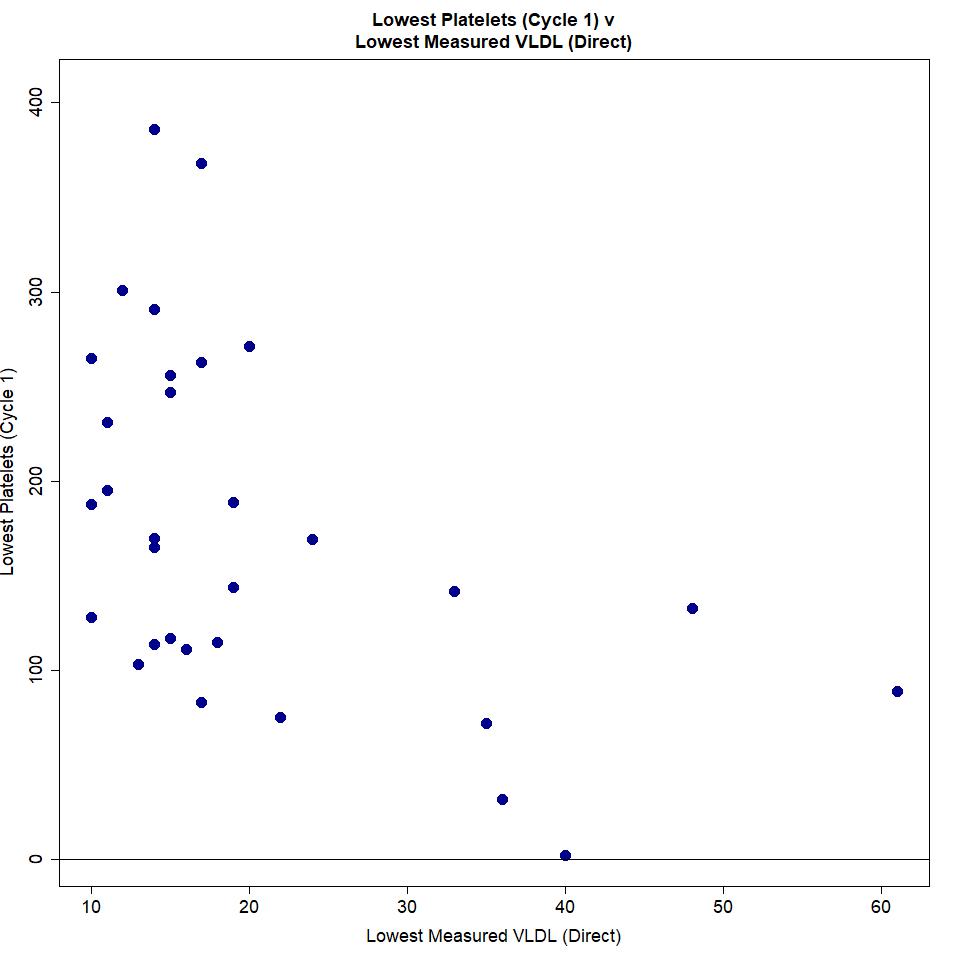 Lowest Platelets (Cycle 1) v
Lowest Measured VLDL (Direct)
Lowest Platelets (Cycle 1)
400
300
200
100
0
10 20 30 40 50 60
Lowest Measured VLDL (Direct)